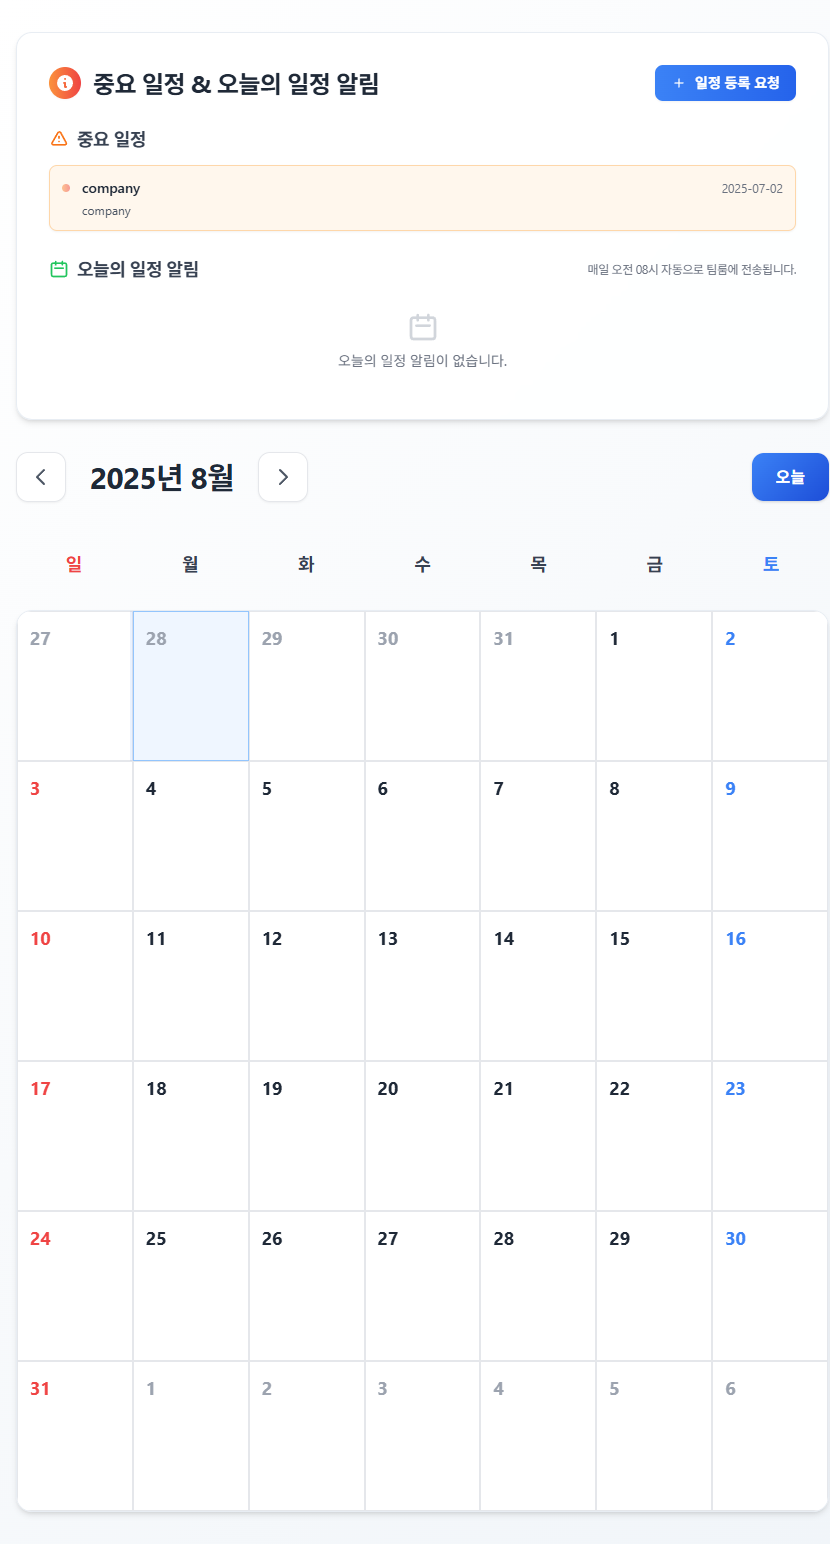 중요 일정 & 오늘의 일정 알림
+ 일정 등록 요청
중요 일정
company 2025-07-02
company
오늘의 일정 알림 매일 오전 08시 자동으로 팀룸에 전송됩니다.
오늘의 일정 알림이 없습니다.
2025년 8월 오늘
일 월 화 수 목 금 토
27 28 29 30 31 1 2
3 4 5 6 7 8 9
10 11 12 13 14 15 16
17 18 19 20 21 22 23
24 25 26 27 28 29 30
31 1 2 3 4 5 6